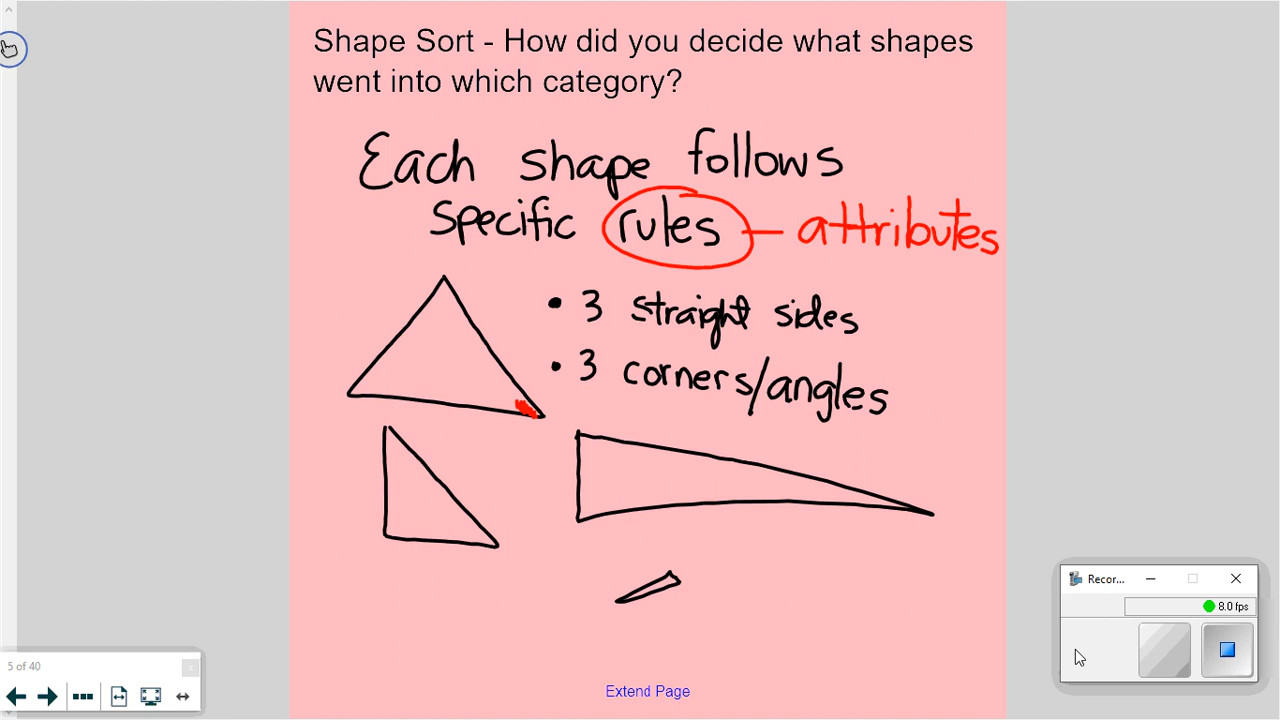 Shape Sort - How did you decide what shapes
went into which category?
Each shape follows
specific rules - attributes
• 3 straight sides
• 3 corners/angles
Recor...
8.0 fps
5 of 40
x
Extend Page